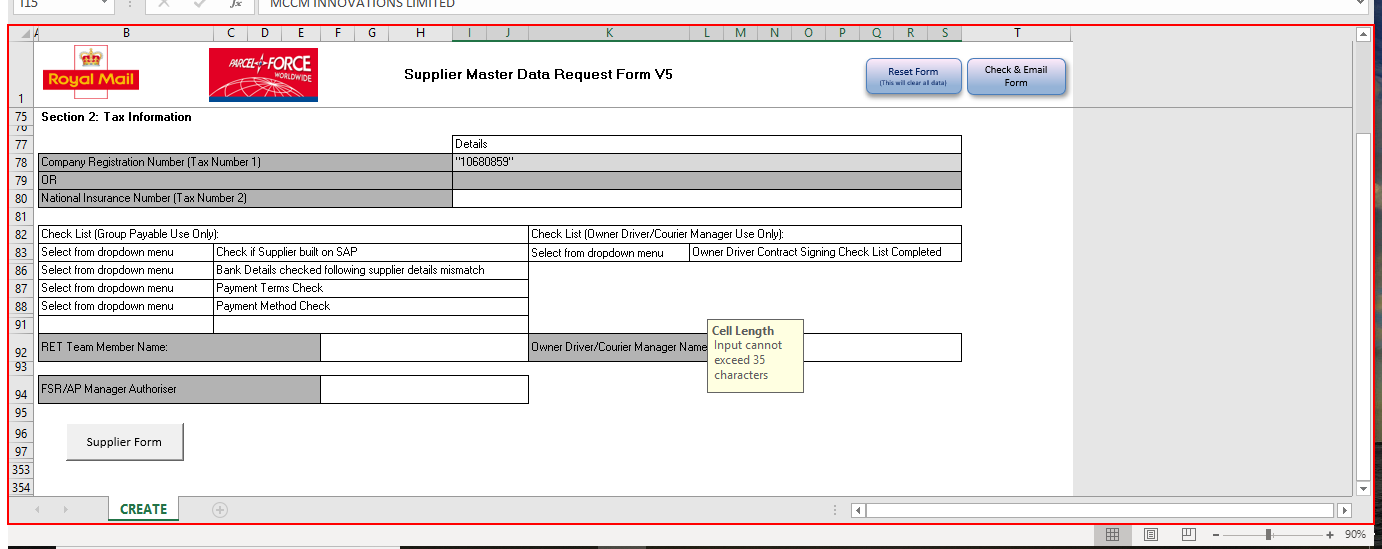 I15 MCCM INNOVATIONS LIMITED
A B C D E F G H I J K L M N O P Q R S T
Royal Mail
PARCELFORCE
WORLDWIDE
Supplier Master Data Request Form V5
Reset Form
(This will clear all data)
Check & Email
Form
1
75 Section 2: Tax Information
76
77 Details
78 Company Registration Number (Tax Number 1) "10680859"
79 OR
80 National Insurance Number (Tax Number 2)
81
82 Check List (Group Payable Use Only): Check List (Owner Driver/Courier Manager Use Only):
83 Select from dropdown menu Check if Supplier built on SAP Select from dropdown menu Owner Driver Contract Signing Check List Completed
86 Select from dropdown menu Bank Details checked following supplier details mismatch
87 Select from dropdown menu Payment Terms Check
88 Select from dropdown menu Payment Method Check
91
Cell Length
Input cannot
exceed 35
characters
92 RET Team Member Name: Owner Driver/Courier Manager Name
93
94 FSR/AP Manager Authoriser
95
96
Supplier Form
97
353
354
CREATE
90%